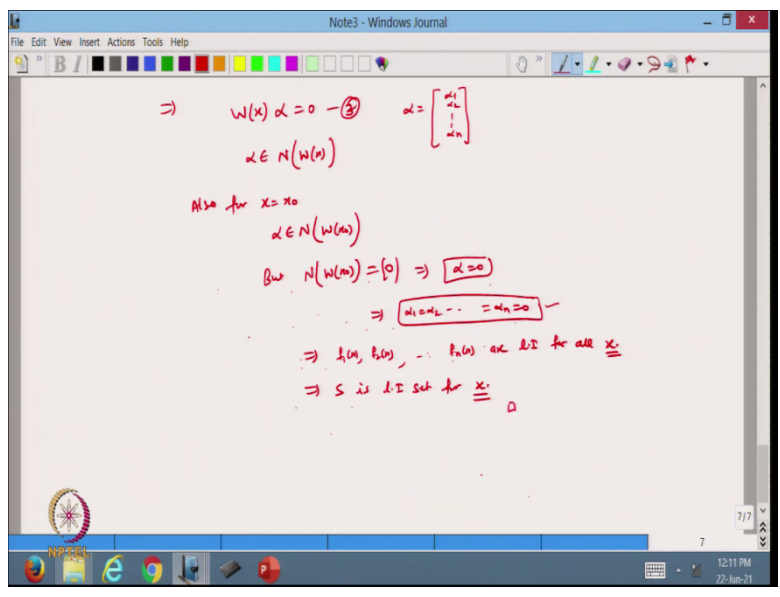 Note3 - Windows Journal
File Edit View Insert Actions Tools Help
B I
⇒ W(x) α = 0 - ③ α = [α1 α2 ¦ αn]
α ∈ N(W(x))
Also for x = x0
α ∈ N(W(x0))
But N(W(x0)) = {0} ⇒ α = 0
⇒ α1 = α2 - - = αn = 0 -
⇒ f1(x), f2(x), - . fn(x) are l.I for all x.
⇒ S is l.I set for x.
7/7
7
NPTEL
12:11 PM
22-Jun-21